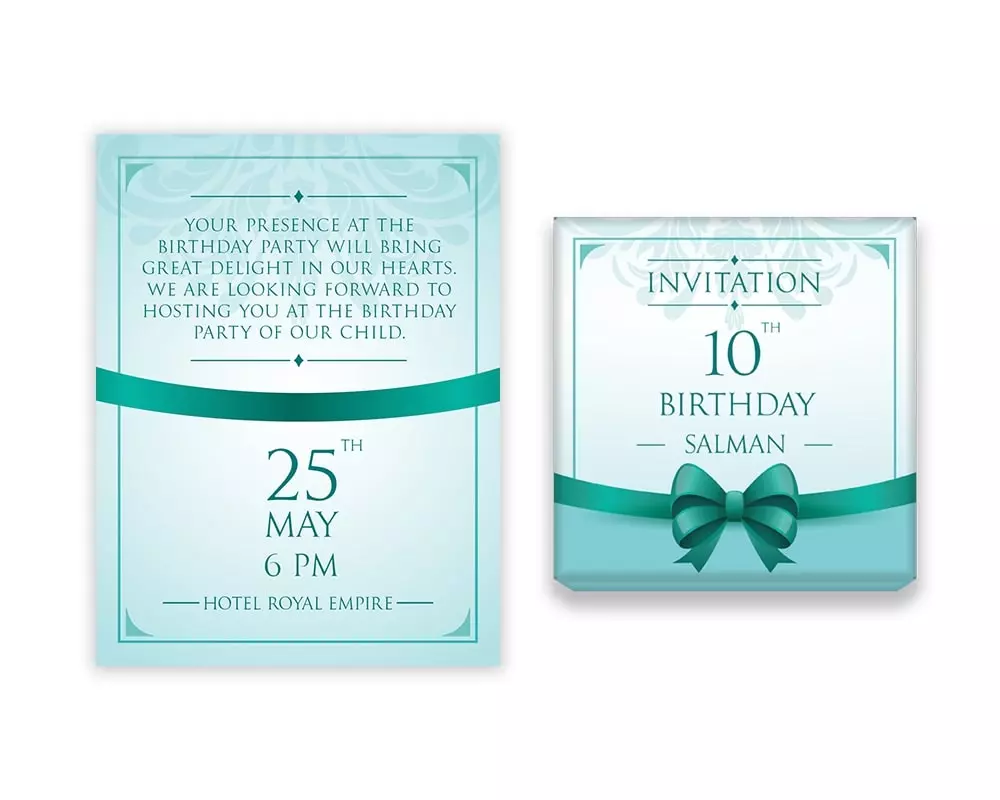 YOUR PRESENCE AT THE
BIRTHDAY PARTY WILL BRING
GREAT DELIGHT IN OUR HEARTS.
WE ARE LOOKING FORWARD TO
HOSTING YOU AT THE BIRTHDAY
PARTY OF OUR CHILD.
25TH
MAY
6 PM
HOTEL ROYAL EMPIRE
INVITATION
10TH
BIRTHDAY
SALMAN